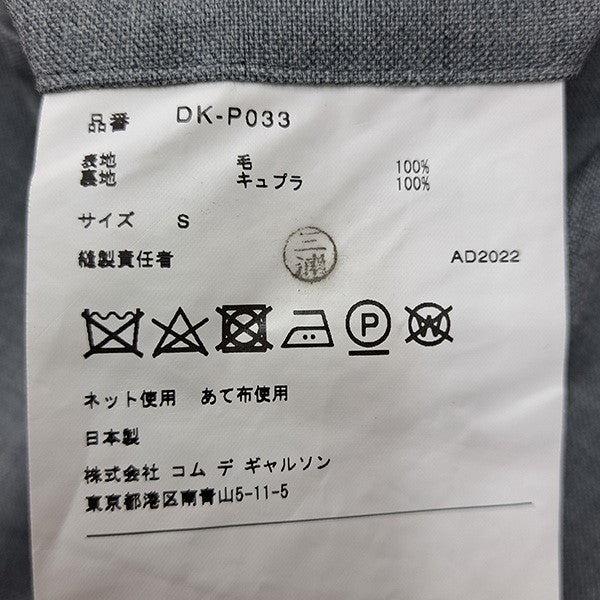 品番 DK-P033
表地 毛 100%
裏地 キュプラ 100%
サイズ S
縫製責任者 三浦 AD2022
P W
ネット使用 あて布使用
日本製
株式会社 コム デ ギャルソン
東京都港区南青山5-11-5